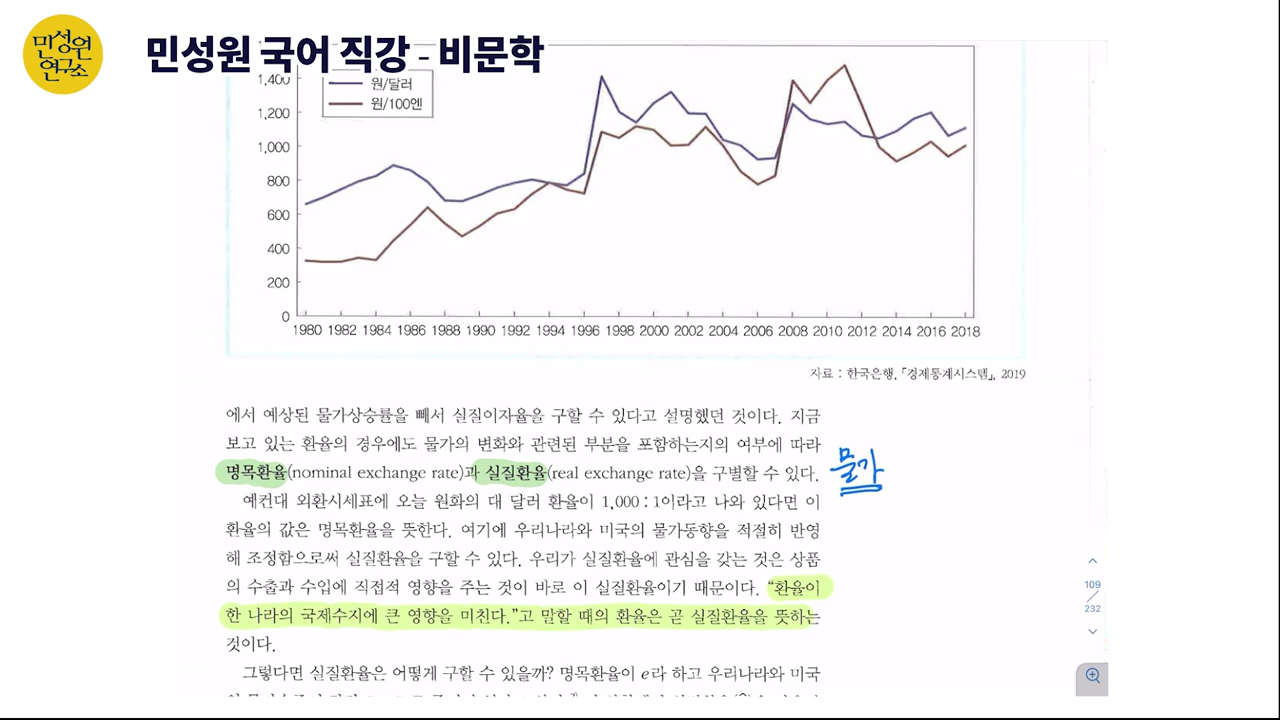 민성원
연구소
민성원 국어 직강 - 비문학
1,400
원/달러
1,200
원/100엔
1,000
800
600
400
200
0
1980 1982 1984 1986 1988 1990 1992 1994 1996 1998 2000 2002 2004 2006 2008 2010 2012 2014 2016 2018
자료 : 한국은행, 「경제통계시스템」, 2019
에서 예상된 물가상승률을 빼서 실질이자율을 구할 수 있다고 설명했던 것이다. 지금
보고 있는 환율의 경우에도 물가의 변화와 관련된 부분을 포함하는지의 여부에 따라
명목환율(nominal exchange rate)과 실질환율(real exchange rate)을 구별할 수 있다.
물가
예컨대 외환시세표에 오늘 원화의 대 달러 환율이 1,000 : 1이라고 나와 있다면 이
환율의 값은 명목환율을 뜻한다. 여기에 우리나라와 미국의 물가동향을 적절히 반영
해 조정함으로써 실질환율을 구할 수 있다. 우리가 실질환율에 관심을 갖는 것은 상품
의 수출과 수입에 직접적 영향을 주는 것이 바로 이 실질환율이기 때문이다. “환율이
한 나라의 국제수지에 큰 영향을 미친다.”고 말할 때의 환율은 곧 실질환율을 뜻하는
것이다.
그렇다면 실질환율은 어떻게 구할 수 있을까? 명목환율이 e라 하고 우리나라와 미국
109
232